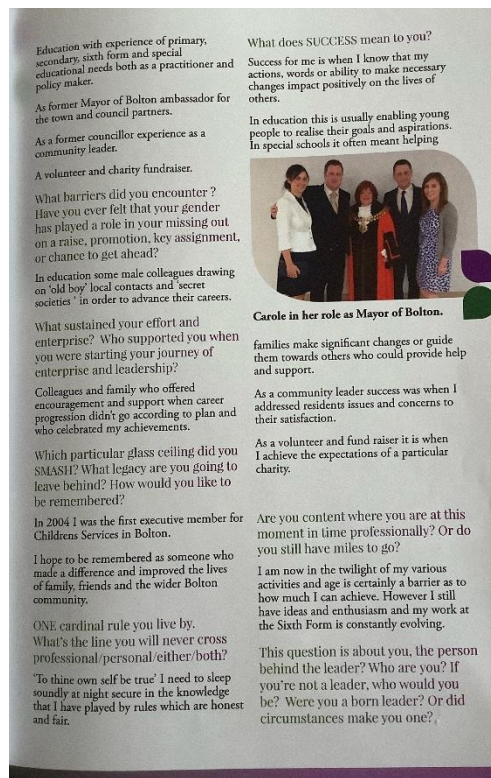 Education with experience of primary,
secondary, sixth form and special
educational needs both as a practitioner and
policy maker.
As former Mayor of Bolton ambassador for
the town and council partners.
As a former councillor experience as a
community leader.
A volunteer and charity fundraiser.
What barriers did you encounter ?
Have you ever felt that your gender
has played a role in your missing out
on a raise, promotion, key assignment,
or chance to get ahead?
In education some male colleagues drawing
on 'old boy' local contacts and 'secret
societies ' in order to advance their careers.
What sustained your effort and
enterprise? Who supported you when
you were starting your journey of
enterprise and leadership?
Colleagues and family who offered
encouragement and support when career
progression didn't go according to plan and
who celebrated my achievements.
Which particular glass ceiling did you
SMASH? What legacy are you going to
leave behind? How would you like to
be remembered?
In 2004 I was the first executive member for
Childrens Services in Bolton.
I hope to be remembered as someone who
made a difference and improved the lives
of family, friends and the wider Bolton
community.
ONE cardinal rule you live by.
What's the line you will never cross
professional/personal/either/both?
'To thine own self be true' I need to sleep
soundly at night secure in the knowledge
that I have played by rules which are honest
and fair.
What does SUCCESS mean to you?
Success for me is when I know that my
actions, words or ability to make necessary
changes impact positively on the lives of
others.
In education this is usually enabling young
people to realise their goals and aspirations.
In special schools it often meant helping
Carole in her role as Mayor of Bolton.
families make significant changes or guide
them towards others who could provide help
and support.
As a community leader success was when I
addressed residents issues and concerns to
their satisfaction.
As a volunteer and fund raiser it is when
I achieve the expectations of a particular
charity.
Are you content where you are at this
moment in time professionally? Or do
you still have miles to go?
I am now in the twilight of my various
activities and age is certainly a barrier as to
how much I can achieve. However I still
have ideas and enthusiasm and my work at
the Sixth Form is constantly evolving.
This question is about you, the person
behind the leader? Who are you? If
you're not a leader, who would you
be? Were you a born leader? Or did
circumstances make you one?